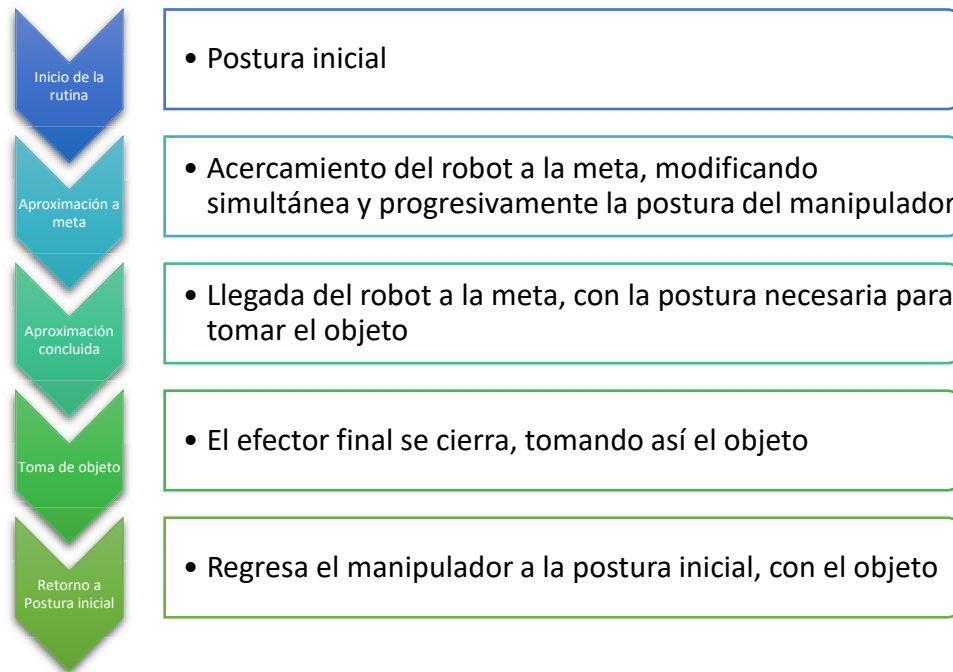 Inicio de la
rutina
• Postura inicial
Aproximación a
meta
• Acercamiento del robot a la meta, modificando
simultánea y progresivamente la postura del manipulador
Aproximación
concluida
• Llegada del robot a la meta, con la postura necesaria para
tomar el objeto
Toma de objeto
• El efector final se cierra, tomando así el objeto
Retorno a
Postura inicial
• Regresa el manipulador a la postura inicial, con el objeto